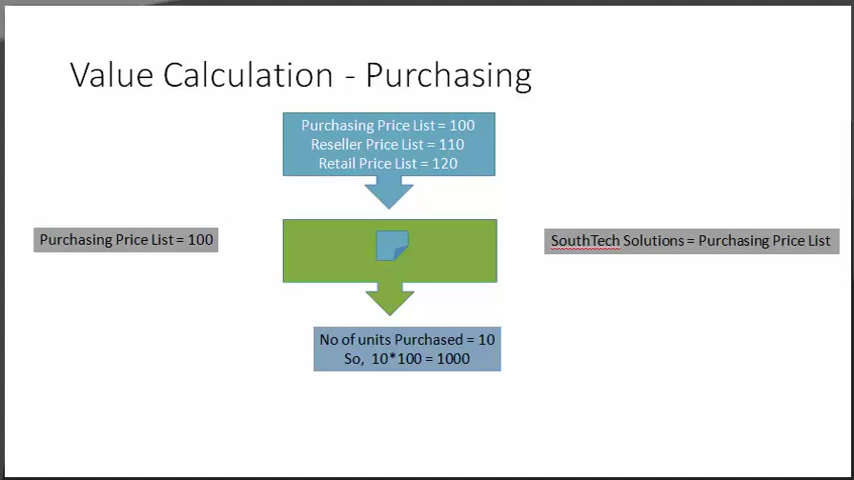 Value Calculation - Purchasing
Purchasing Price List = 100
Reseller Price List = 110
Retail Price List = 120
Purchasing Price List = 100
SouthTech Solutions = Purchasing Price List
No of units Purchased = 10
So, 10*100 = 1000